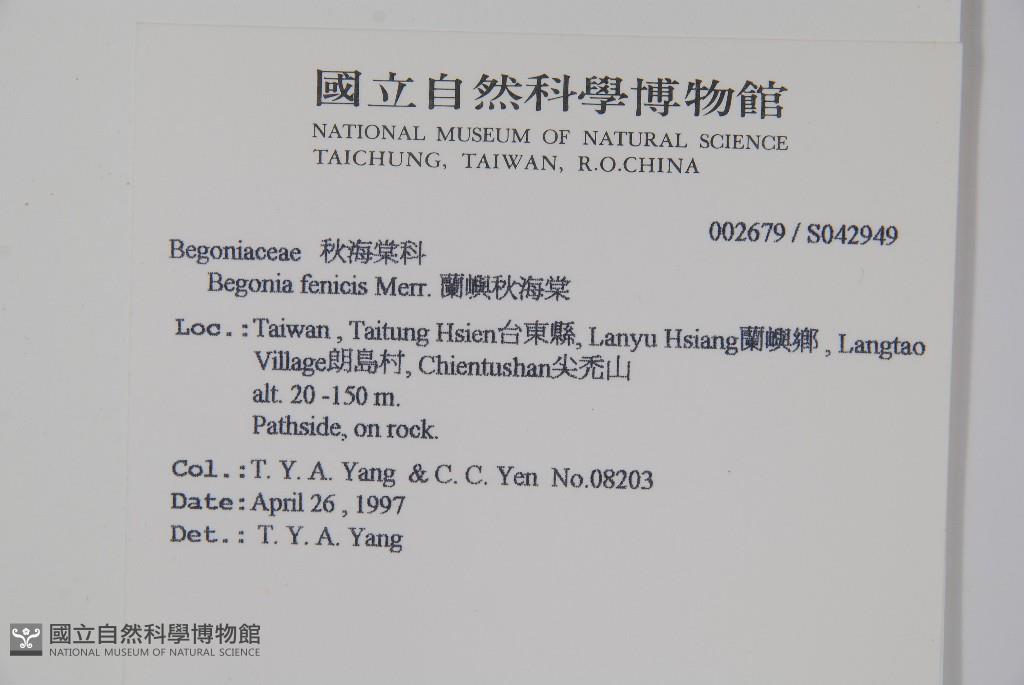 國立自然科學博物館
NATIONAL MUSEUM OF NATURAL SCIENCE
TAICHUNG, TAIWAN, R.O.CHINA
002679 / S042949
Begoniaceae 秋海棠科
Begonia fenicis Merr. 蘭嶼秋海棠
Loc.: Taiwan , Taitung Hsien台東縣, Lanyu Hsiang蘭嶼鄉 , Langtao
Village朗島村, Chientushan尖禿山
alt. 20 -150 m.
Pathside, on rock.
Col.: T. Y. A. Yang & C. C. Yen No.08203
Date: April 26 , 1997
Det.: T. Y. A. Yang
國立自然科學博物館
NATIONAL MUSEUM OF NATURAL SCIENCE